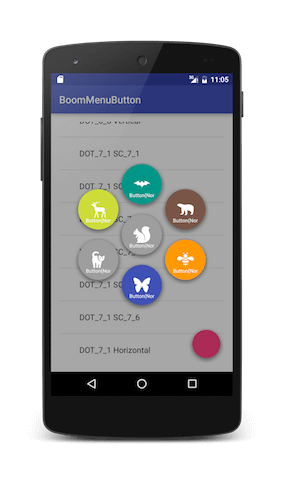 11:05
BoomMenuButton
DOT_7_1 SC_7_1
DOT_7_1
Button(Nor
Button(Nor
Button(Nor
Button(Nor
Button(Nor
Button(Nor
Button(Nor
DOT_7_1 SC
DOT_7_1 SC_7_6
DOT_7_1 Horizontal